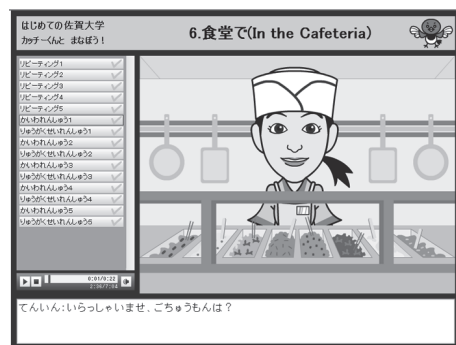 はじめての佐賀大学
カッチーくんと まなぼう！
6.食堂で(In the Cafeteria)
リピーティング1
リピーティング2
リピーティング3
リピーティング4
リピーティング5
かいわれんしゅう1
りゅうがくせいれんしゅう1
かいわれんしゅう2
りゅうがくせいれんしゅう2
かいわれんしゅう3
りゅうがくせいれんしゅう3
かいわれんしゅう4
りゅうがくせいれんしゅう4
かいわれんしゅう5
りゅうがくせいれんしゅう5
0:01/0:22
2:36/7:04
てんいん:いらっしゃいませ、ごちゅうもんは？